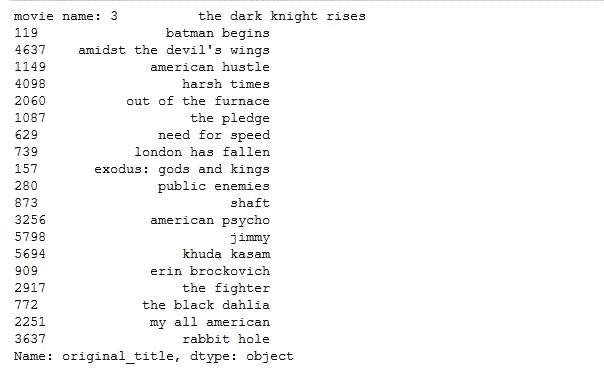 movie name: 3 the dark knight rises
119 batman begins
4637 amidst the devil's wings
1149 american hustle
4098 harsh times
2060 out of the furnace
1087 the pledge
629 need for speed
739 london has fallen
157 exodus: gods and kings
280 public enemies
873 shaft
3256 american psycho
5798 jimmy
5694 khuda kasam
909 erin brockovich
2917 the fighter
772 the black dahlia
2251 my all american
3637 rabbit hole
Name: original_title, dtype: object